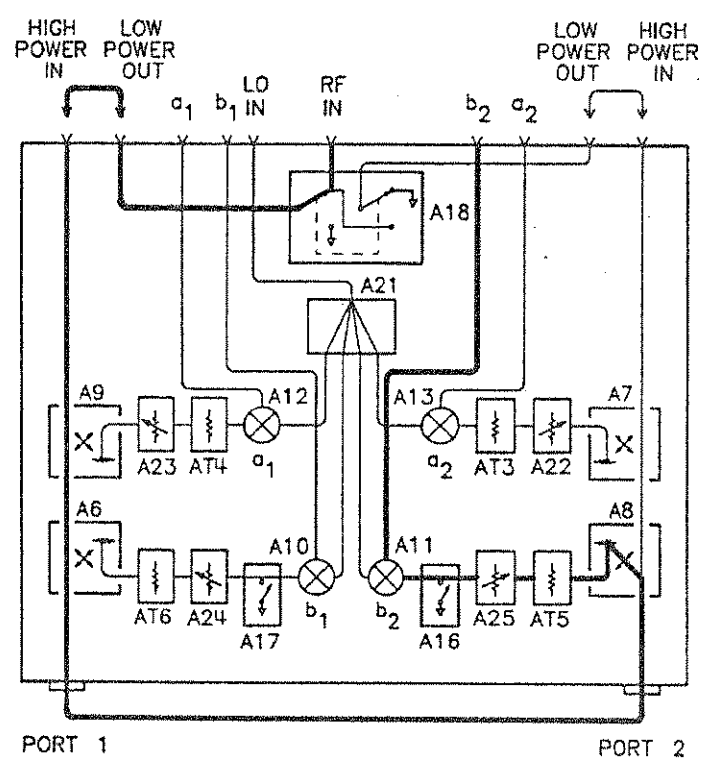 HIGH POWER IN
LOW POWER OUT
a1
b1
LO IN
RF IN
b2
a2
LOW POWER OUT
HIGH POWER IN
A18
A21
A9
A12
A13
A7
A23
AT4
a1
a2
AT3
A22
A6
A10
A11
A8
AT6
A24
A17
b1
b2
A16
A25
AT5
PORT 1
PORT 2